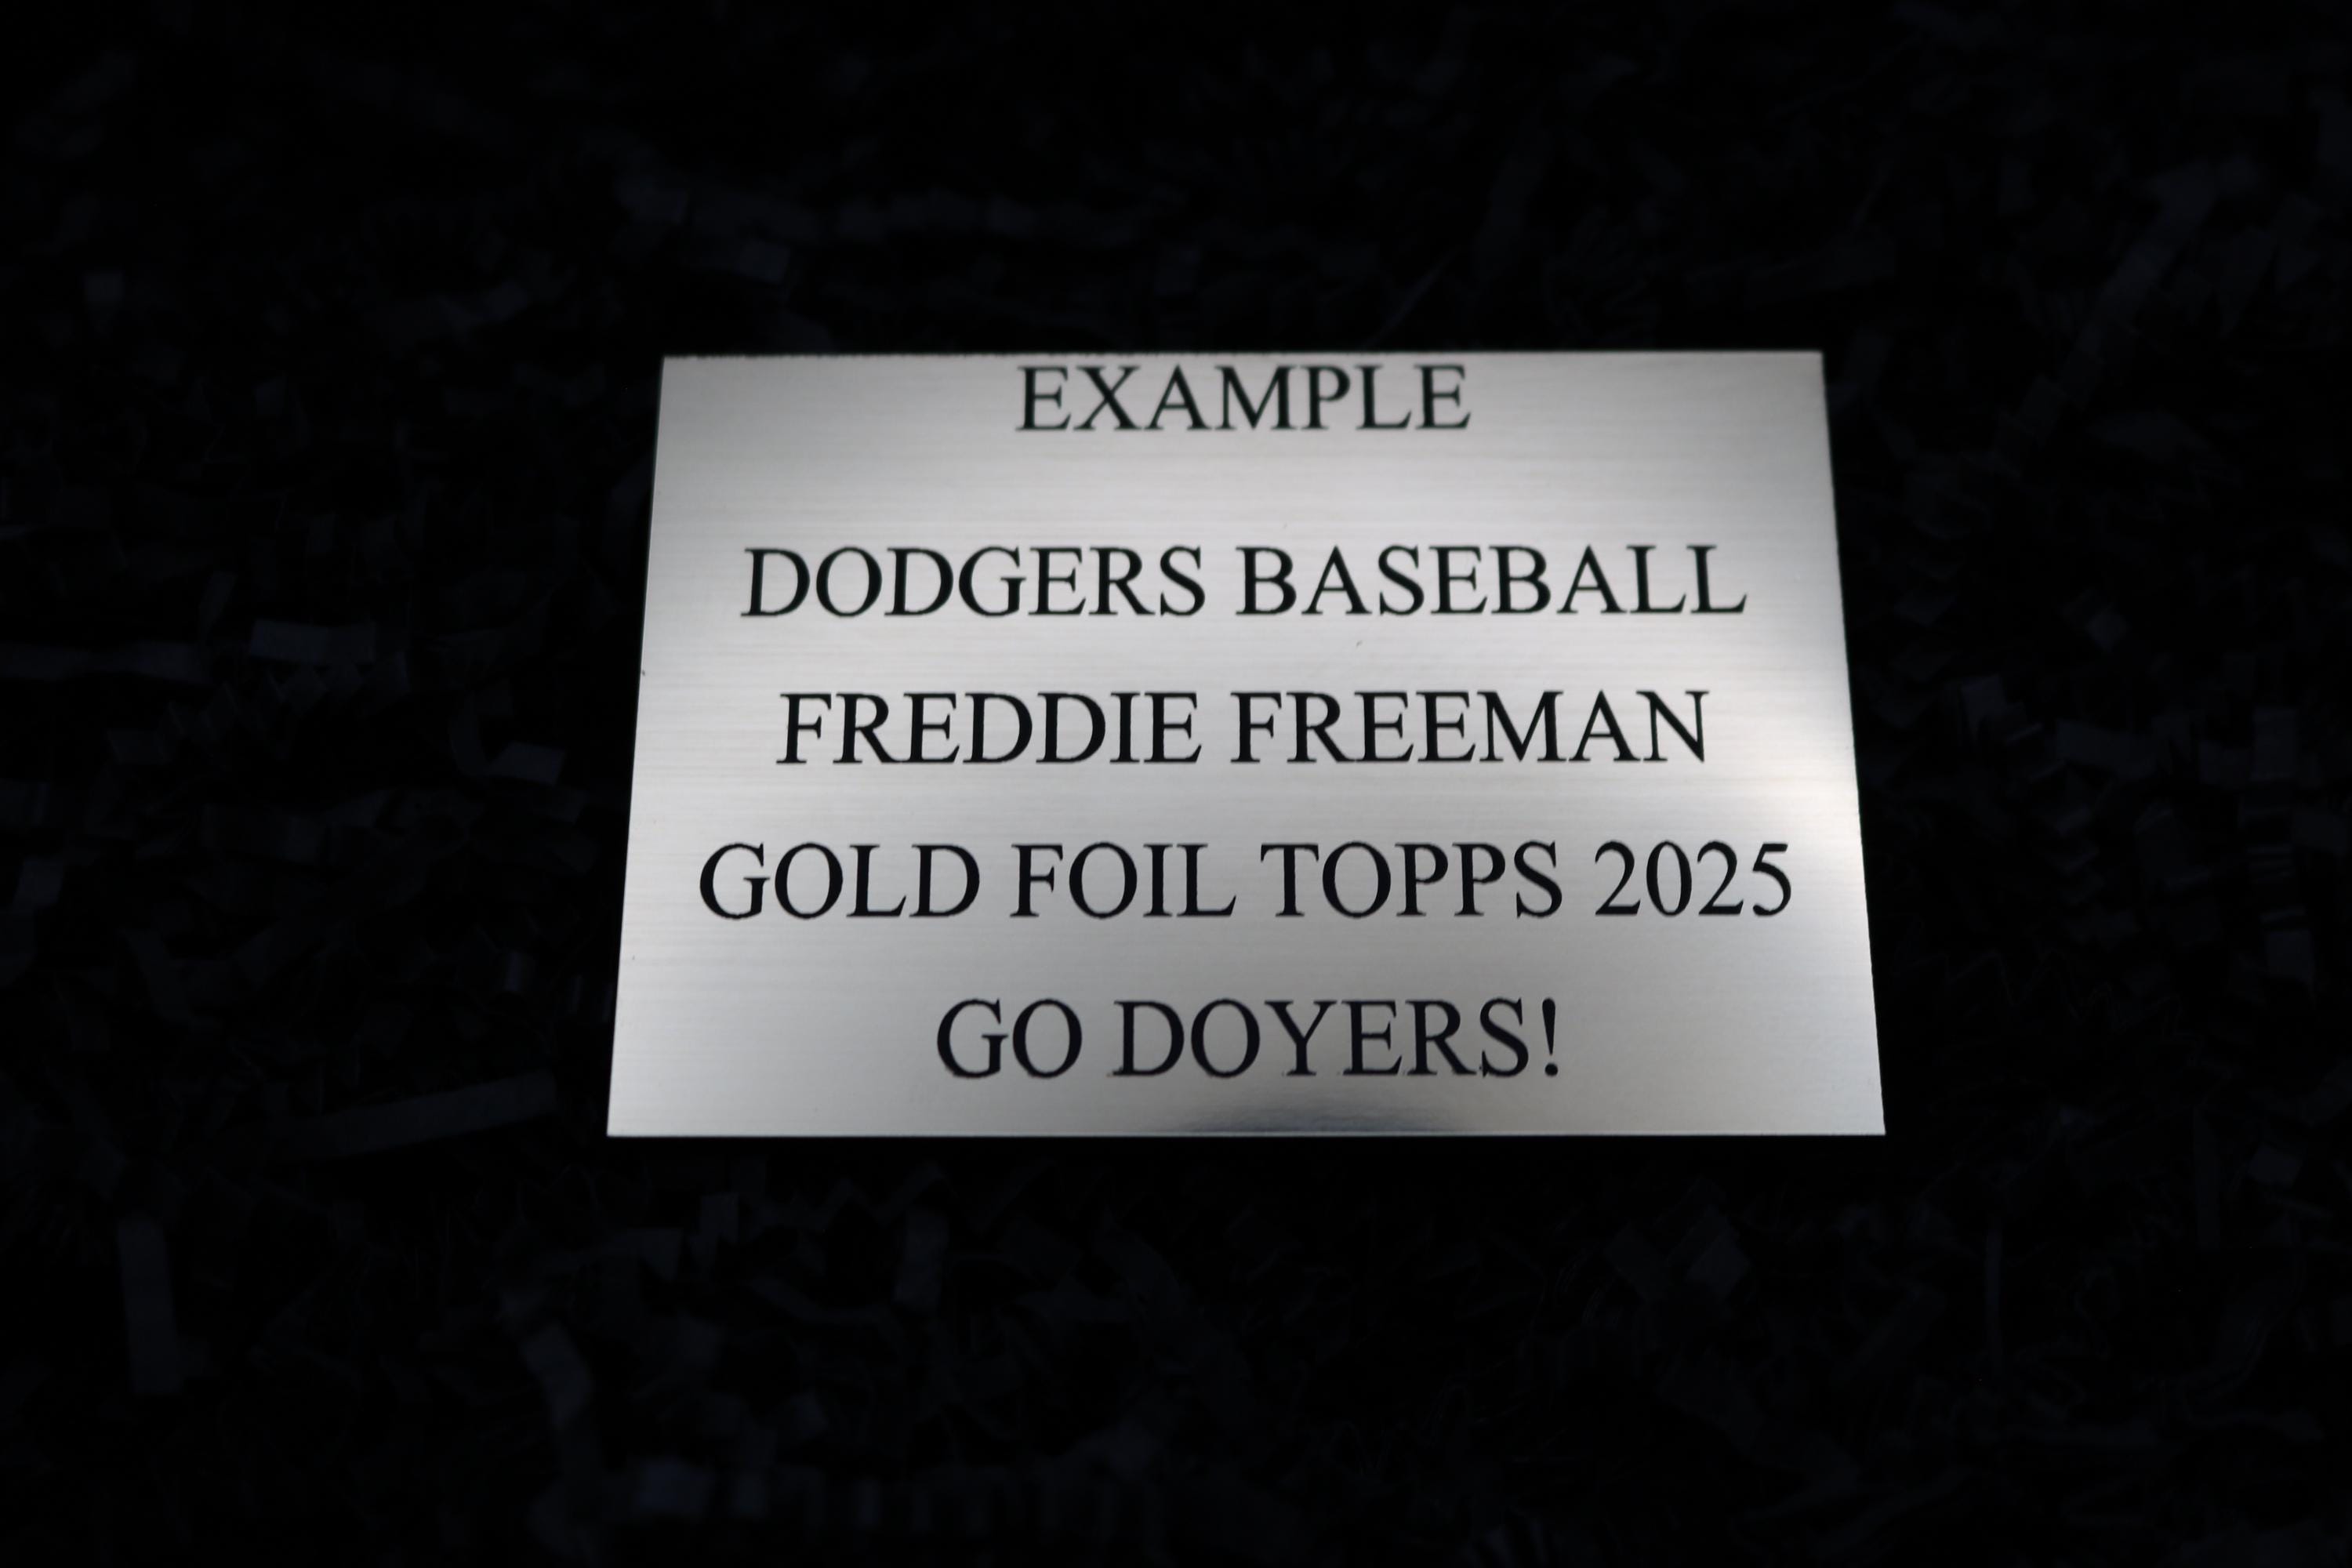 EXAMPLE
DODGERS BASEBALL
FREDDIE FREEMAN
GOLD FOIL TOPPS 2025
GO DOYERS!